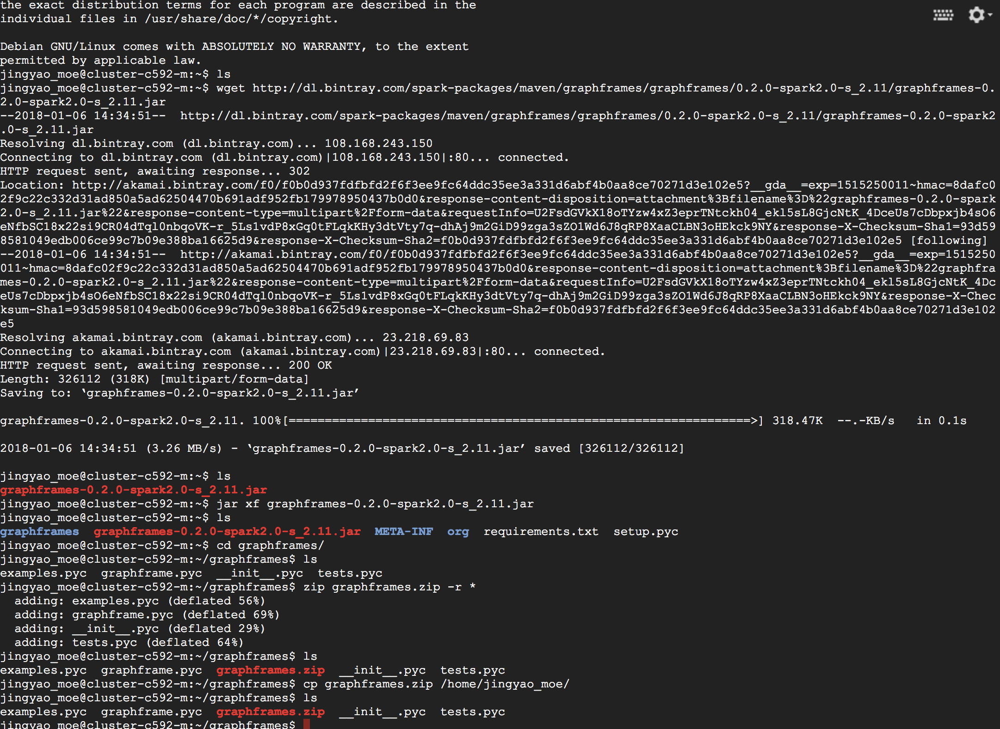 the exact distribution terms for each program are described in the
individual files in /usr/share/doc/*/copyright.
Debian GNU/Linux comes with ABSOLUTELY NO WARRANTY, to the extent
permitted by applicable law.
jingyao_moe@cluster-c592-m:~$ ls
jingyao_moe@cluster-c592-m:~$ wget http://dl.bintray.com/spark-packages/maven/graphframes/graphframes/0.2.0-spark2.0-s_2.11/graphframes-0.
2.0-spark2.0-s_2.11.jar
--2018-01-06 14:34:51--  http://dl.bintray.com/spark-packages/maven/graphframes/graphframes/0.2.0-spark2.0-s_2.11/graphframes-0.2.0-spark2
.0-s_2.11.jar
Resolving dl.bintray.com (dl.bintray.com)... 108.168.243.150
Connecting to dl.bintray.com (dl.bintray.com)|108.168.243.150|:80... connected.
HTTP request sent, awaiting response... 302
Location: http://akamai.bintray.com/f0/f0b0d937fdfbfd2f6f3ee9fc64ddc35ee3a331d6abf4b0aa8ce70271d3e102e5?__gda__=exp=1515250011~hmac=8dafc0
2f9c22c332d31ad850a5ad62504470b691adf952fb179978950437b0d0&response-content-disposition=attachment%3Bfilename%3D%22graphframes-0.2.0-spark
2.0-s_2.11.jar%22&response-content-type=multipart%2Fform-data&requestInfo=U2FsdGVkX18oTYzw4xZ3eprTNtckh04_ekl5sL8GjcNtK_4DceUs7cDbpxjb4sO6
eNfbSC18x22si9CR04dTql0nbqoVK-r_5Ls1vdP8xGq0tFLqkKHy3dtVty7q-dhAj9m2GiD99zga3sZO1Wd6J8qRP8XaaCLBN3oHEkck9NY&response-X-Checksum-Sha1=93d59
8581049edb006ce99c7b09e388ba16625d9&response-X-Checksum-Sha2=f0b0d937fdfbfd2f6f3ee9fc64ddc35ee3a331d6abf4b0aa8ce70271d3e102e5 [following]
--2018-01-06 14:34:51--  http://akamai.bintray.com/f0/f0b0d937fdfbfd2f6f3ee9fc64ddc35ee3a331d6abf4b0aa8ce70271d3e102e5?__gda__=exp=1515250
011~hmac=8dafc02f9c22c332d31ad850a5ad62504470b691adf952fb179978950437b0d0&response-content-disposition=attachment%3Bfilename%3D%22graphfra
mes-0.2.0-spark2.0-s_2.11.jar%22&response-content-type=multipart%2Fform-data&requestInfo=U2FsdGVkX18oTYzw4xZ3eprTNtckh04_ekl5sL8GjcNtK_4Dc
eUs7cDbpxjb4sO6eNfbSC18x22si9CR04dTql0nbqoVK-r_5Ls1vdP8xGq0tFLqkKHy3dtVty7q-dhAj9m2GiD99zga3sZO1Wd6J8qRP8XaaCLBN3oHEkck9NY&response-X-Chec
ksum-Sha1=93d598581049edb006ce99c7b09e388ba16625d9&response-X-Checksum-Sha2=f0b0d937fdfbfd2f6f3ee9fc64ddc35ee3a331d6abf4b0aa8ce70271d3e102
e5
Resolving akamai.bintray.com (akamai.bintray.com)... 23.218.69.83
Connecting to akamai.bintray.com (akamai.bintray.com)|23.218.69.83|:80... connected.
HTTP request sent, awaiting response... 200 OK
Length: 326112 (318K) [multipart/form-data]
Saving to: ‘graphframes-0.2.0-spark2.0-s_2.11.jar’
graphframes-0.2.0-spark2.0-s_2.11. 100%[================================================================>] 318.47K  --.-KB/s   in 0.1s
2018-01-06 14:34:51 (3.26 MB/s) - ‘graphframes-0.2.0-spark2.0-s_2.11.jar’ saved [326112/326112]
jingyao_moe@cluster-c592-m:~$ ls
graphframes-0.2.0-spark2.0-s_2.11.jar
jingyao_moe@cluster-c592-m:~$ jar xf graphframes-0.2.0-spark2.0-s_2.11.jar
jingyao_moe@cluster-c592-m:~$ ls
graphframes  graphframes-0.2.0-spark2.0-s_2.11.jar  META-INF  org  requirements.txt  setup.pyc
jingyao_moe@cluster-c592-m:~$ cd graphframes/
jingyao_moe@cluster-c592-m:~/graphframes$ ls
examples.pyc  graphframe.pyc  __init__.pyc  tests.pyc
jingyao_moe@cluster-c592-m:~/graphframes$ zip graphframes.zip -r *
  adding: examples.pyc (deflated 56%)
  adding: graphframe.pyc (deflated 69%)
  adding: __init__.pyc (deflated 29%)
  adding: tests.pyc (deflated 64%)
jingyao_moe@cluster-c592-m:~/graphframes$ ls
examples.pyc  graphframe.pyc  graphframes.zip  __init__.pyc  tests.pyc
jingyao_moe@cluster-c592-m:~/graphframes$ cp graphframes.zip /home/jingyao_moe/
jingyao_moe@cluster-c592-m:~/graphframes$ ls
examples.pyc  graphframe.pyc  graphframes.zip  __init__.pyc  tests.pyc
jingyao_moe@cluster-c592-m:~/graphframes$